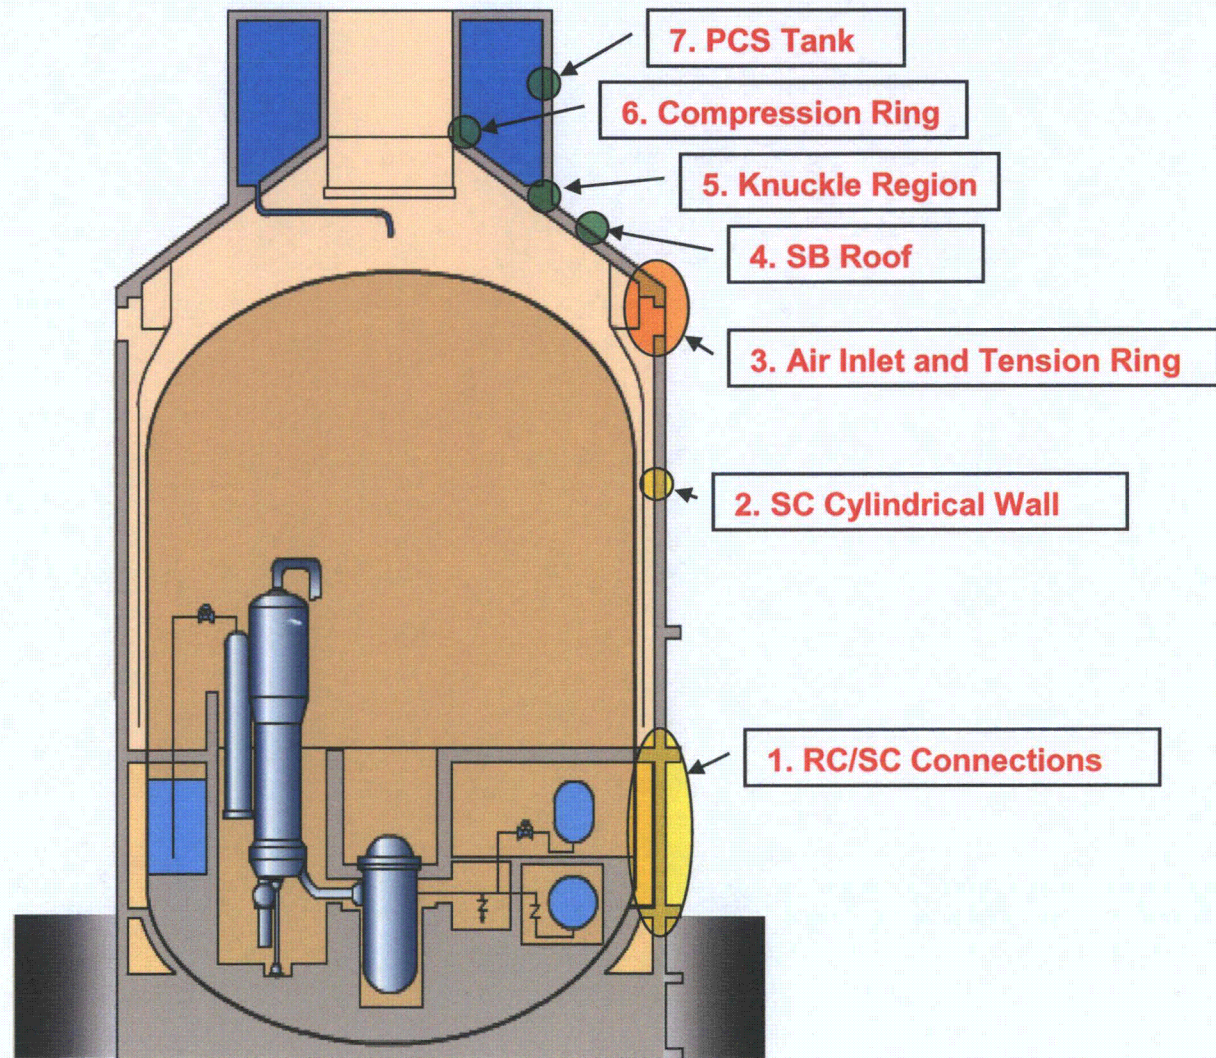 7. PCS Tank
6. Compression Ring
5. Knuckle Region
4. SB Roof
3. Air Inlet and Tension Ring
2. SC Cylindrical Wall
1. RC/SC Connections